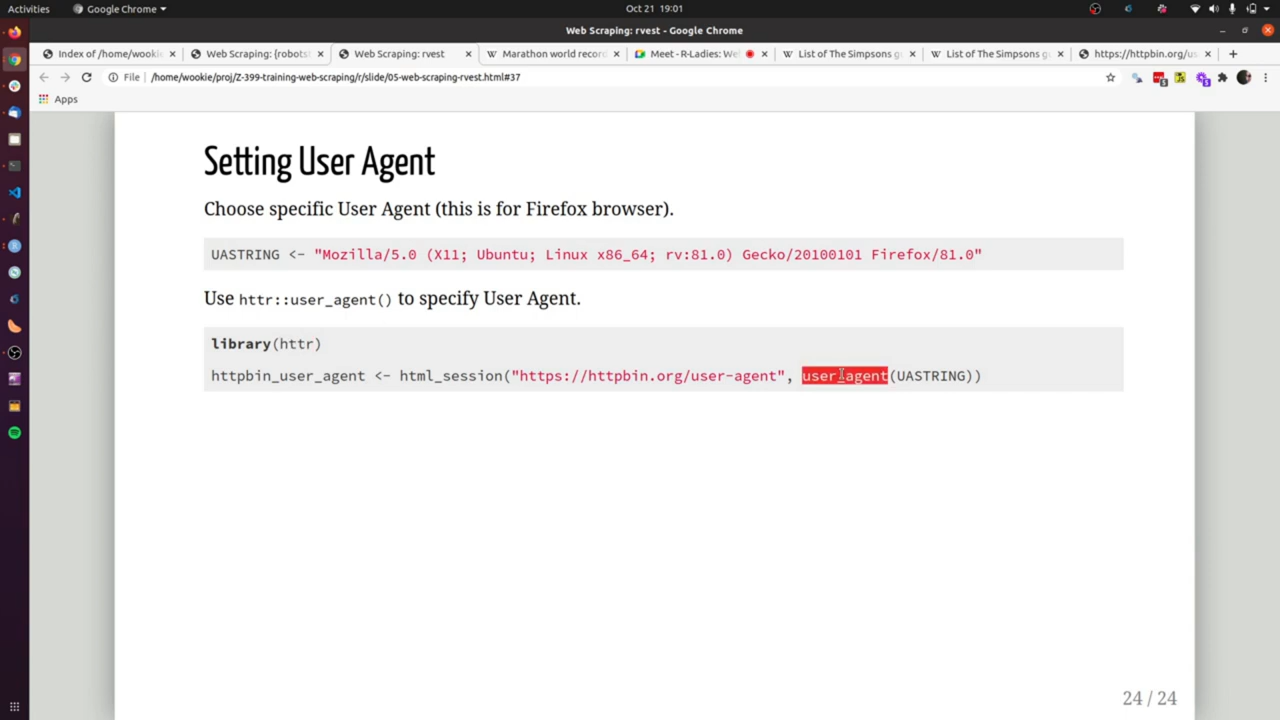 Activities Google Chrome Oct 21 19:01
Web Scraping: rvest - Google Chrome
Index of /home/wookie Web Scraping: {robots Web Scraping: rvest Marathon world record Meet - R-Ladies: We List of The Simpsons g List of The Simpsons g https://httpbin.org/us
File /home/wookie/proj/Z-399-training-web-scraping/r/slide/05-web-scraping-rvest.html#37
Apps
Setting User Agent
Choose specific User Agent (this is for Firefox browser).
UASTRING <- "Mozilla/5.0 (X11; Ubuntu; Linux x86_64; rv:81.0) Gecko/20100101 Firefox/81.0"
Use httr::user_agent() to specify User Agent.
library(httr)
httpbin_user_agent <- html_session("https://httpbin.org/user-agent", user_agent(UASTRING))
24 / 24